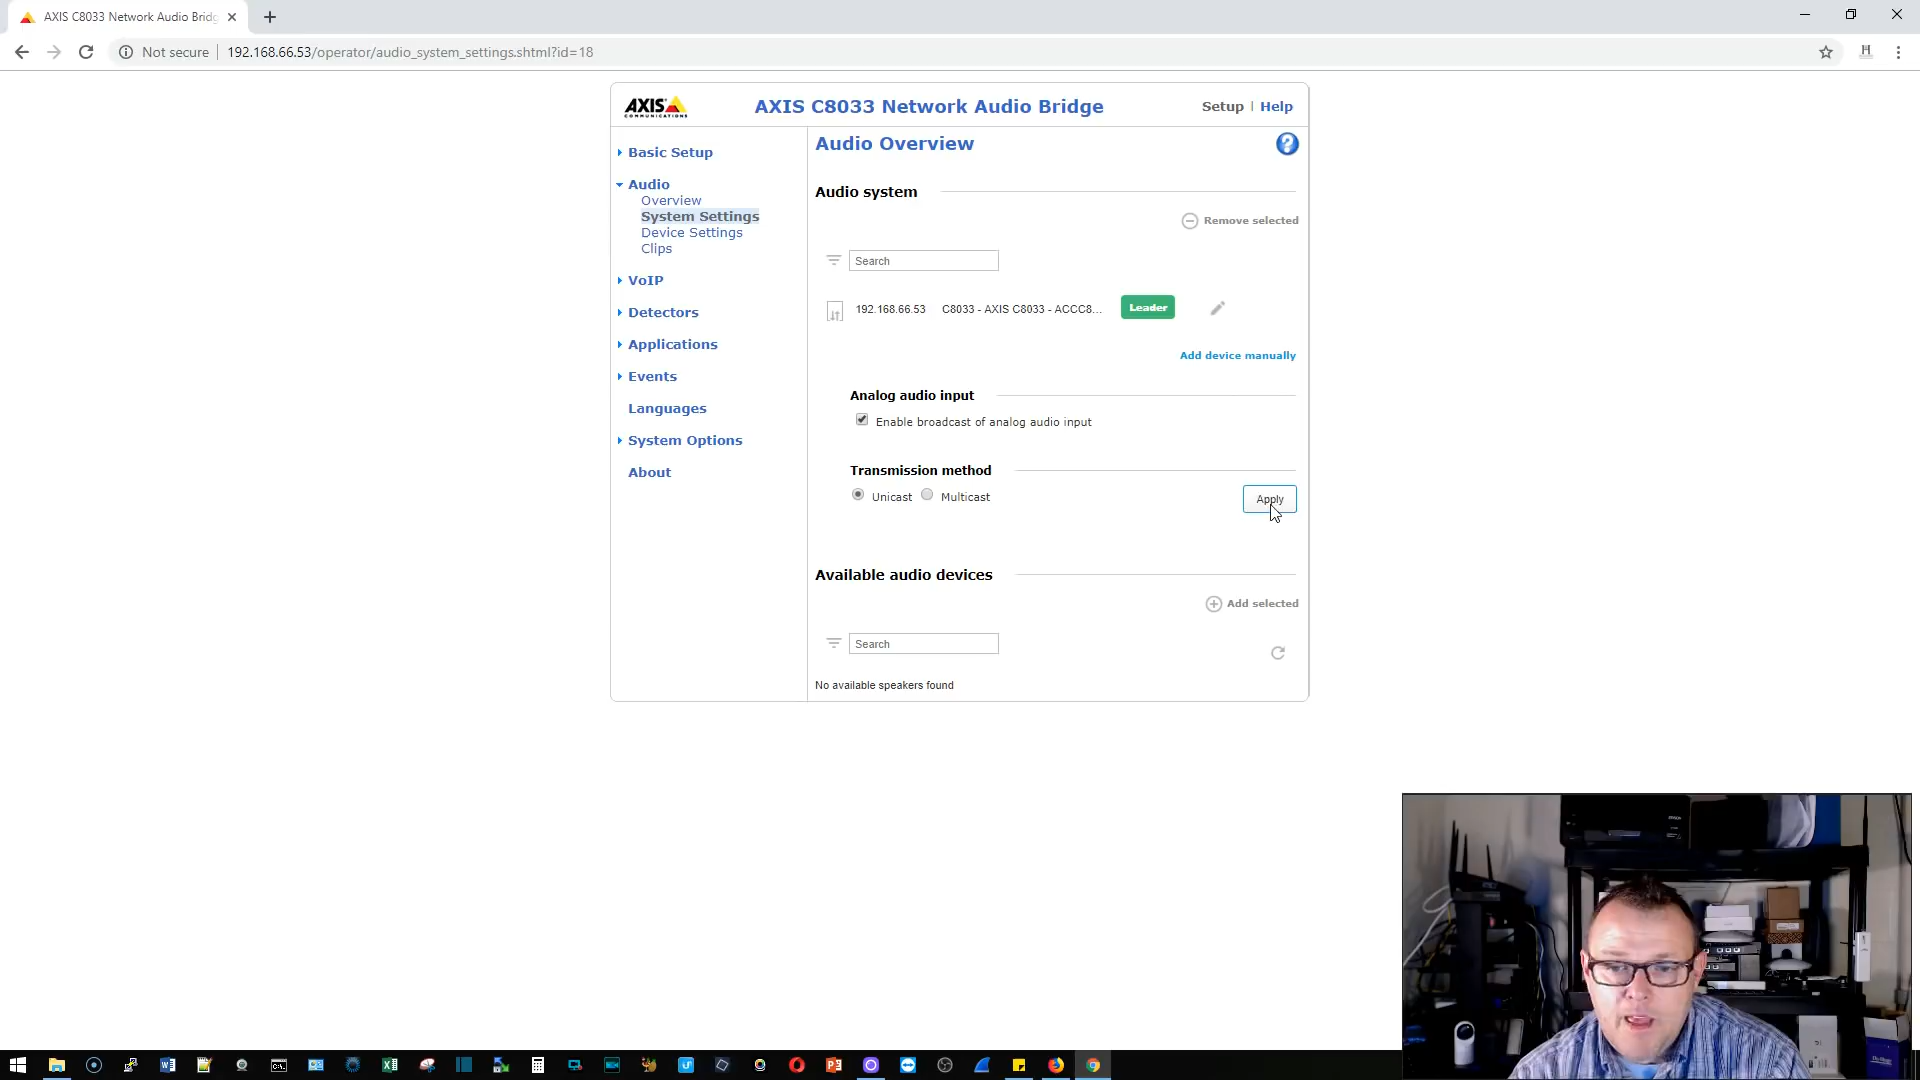 AXIS C8033 Network Audio Bridg
Not secure
192.168.66.53/operator/audio_system_settings.shtml?id=18
AXIS
COMMUNICATIONS
AXIS C8033 Network Audio Bridge
Setup | Help
Basic Setup
Audio
Overview
System Settings
Device Settings
Clips
VoIP
Detectors
Applications
Events
Languages
System Options
About
Audio Overview
Audio system
Remove selected
Search
192.168.66.53 C8033 - AXIS C8033 - ACCC8... Leader
Add device manually
Analog audio input
Enable broadcast of analog audio input
Transmission method
Unicast Multicast
Apply
Available audio devices
Add selected
Search
No available speakers found
EPSON